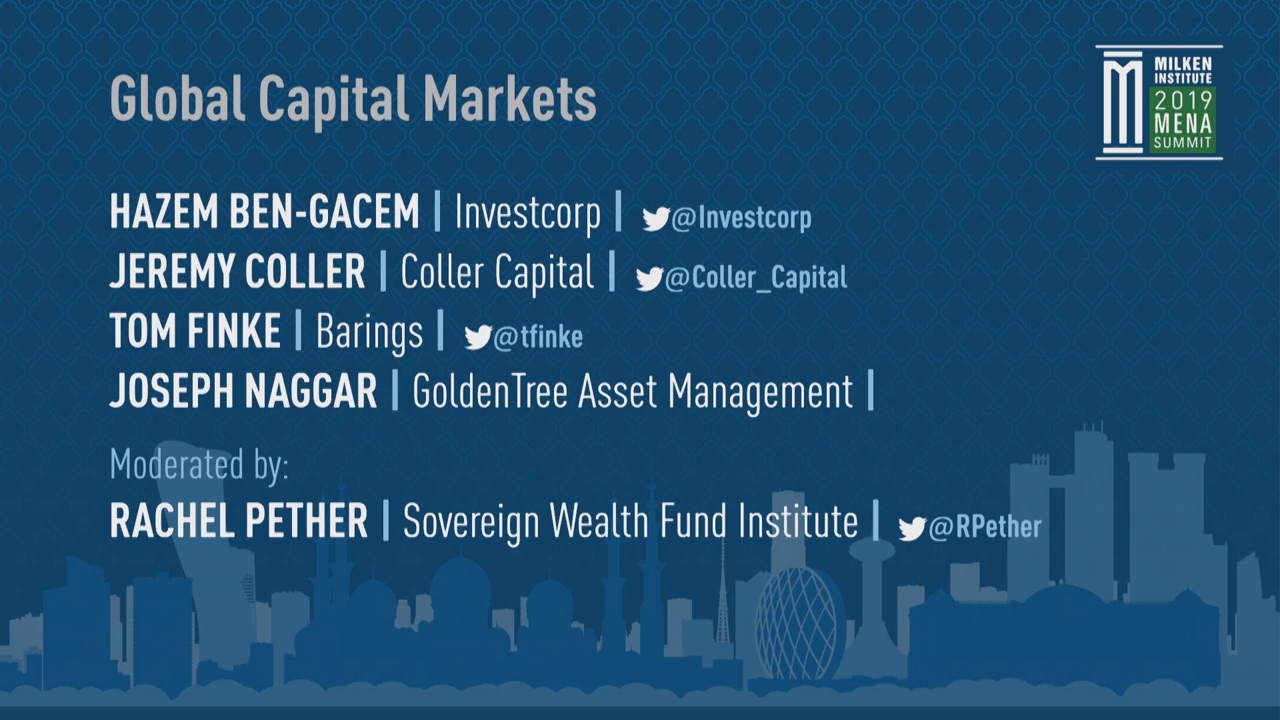 Global Capital Markets
MILKEN
INSTITUTE
2019
MENA
SUMMIT
HAZEM BEN-GACEM | Investcorp | @Investcorp
JEREMY COLLER | Coller Capital | @Coller_Capital
TOM FINKE | Barings | @tfinke
JOSEPH NAGGAR | GoldenTree Asset Management |
Moderated by:
RACHEL PETHER | Sovereign Wealth Fund Institute | @RPether